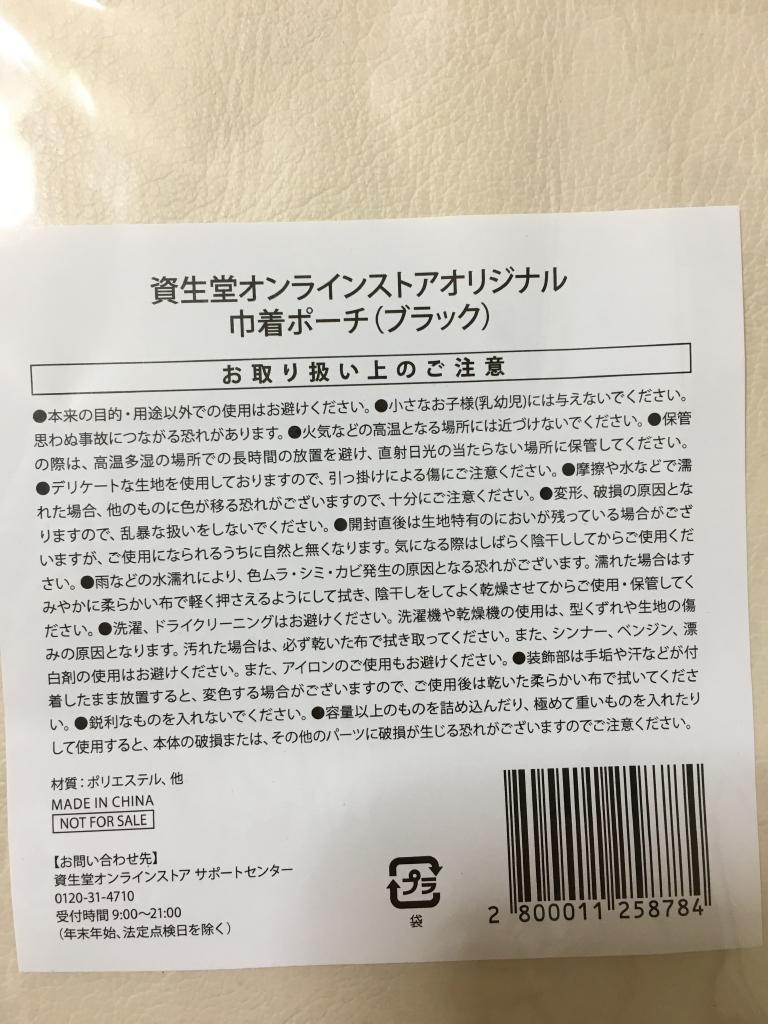 資生堂オンラインストアオリジナル
巾着ポーチ(ブラック)
お取り扱い上のご注意
●本来の目的・用途以外での使用はお避けください。●小さなお子様(乳幼児)には与えないでください。
思わぬ事故につながる恐れがあります。●火気などの高温となる場所には近づけないでください。●保管
の際は、高温多湿の場所での長時間の放置を避け、直射日光の当たらない場所に保管してください。
●デリケートな生地を使用しておりますので、引っ掛けによる傷にご注意ください。●摩擦や水などで濡
れた場合、他のものに色が移る恐れがございますので、十分にご注意ください。●変形、破損の原因とな
りますので、乱暴な扱いをしないでください。●開封直後は生地特有のにおいが残っている場合がござ
いますが、ご使用になられるうちに自然と無くなります。気になる際はしばらく陰干ししてからご使用くだ
さい。●雨などの水濡れにより、色ムラ・シミ・カビ発生の原因となる恐れがございます。濡れた場合はす
みやかに柔らかい布で軽く押さえるようにして拭き、陰干しをしてよく乾燥させてからご使用・保管してく
ださい。●洗濯、ドライクリーニングはお避けください。洗濯機や乾燥機の使用は、型くずれや生地の傷
みの原因となります。汚れた場合は、必ず乾いた布で拭き取ってください。また、シンナー、ベンジン、漂
白剤の使用はお避けください。また、アイロンのご使用もお避けください。●装飾部は手垢や汗などが付
着したまま放置すると、変色する場合がございますので、ご使用後は乾いた柔らかい布で拭いてくださ
い。●鋭利なものを入れないでください。●容量以上のものを詰め込んだり、極めて重いものを入れたり
して使用すると、本体の破損または、その他のパーツに破損が生じる恐れがございますのでご注意ください。
材質:ポリエステル、他
MADE IN CHINA
NOT FOR SALE
【お問い合わせ先】
資生堂オンラインストア サポートセンター
0120-31-4710
受付時間 9:00〜21:00
(年末年始、法定点検日を除く)
プラ
袋
2 800011 258784